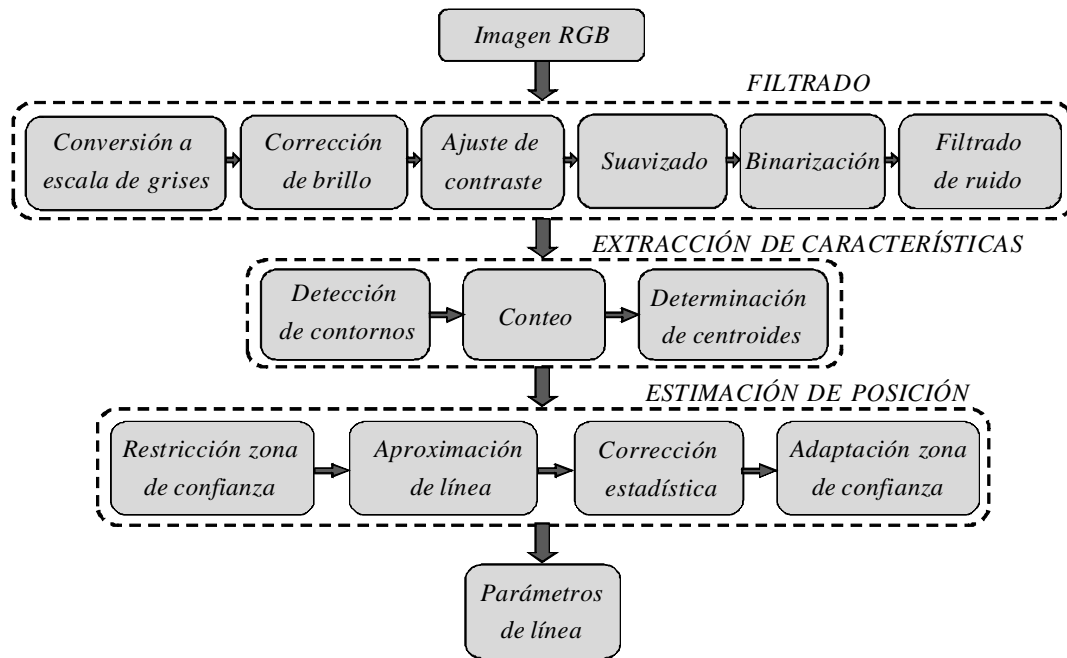 Imagen RGB
FILTRADO
Conversión a
escala de grises
Corrección
de brillo
Ajuste de
contraste
Suavizado
Binarización
Filtrado
de ruido
EXTRACCIÓN DE CARACTERÍSTICAS
Detección
de contornos
Conteo
Determinación
de centroides
ESTIMACIÓN DE POSICIÓN
Restricción zona
de confianza
Aproximación
de línea
Corrección
estadística
Adaptación zona
de confianza
Parámetros
de línea